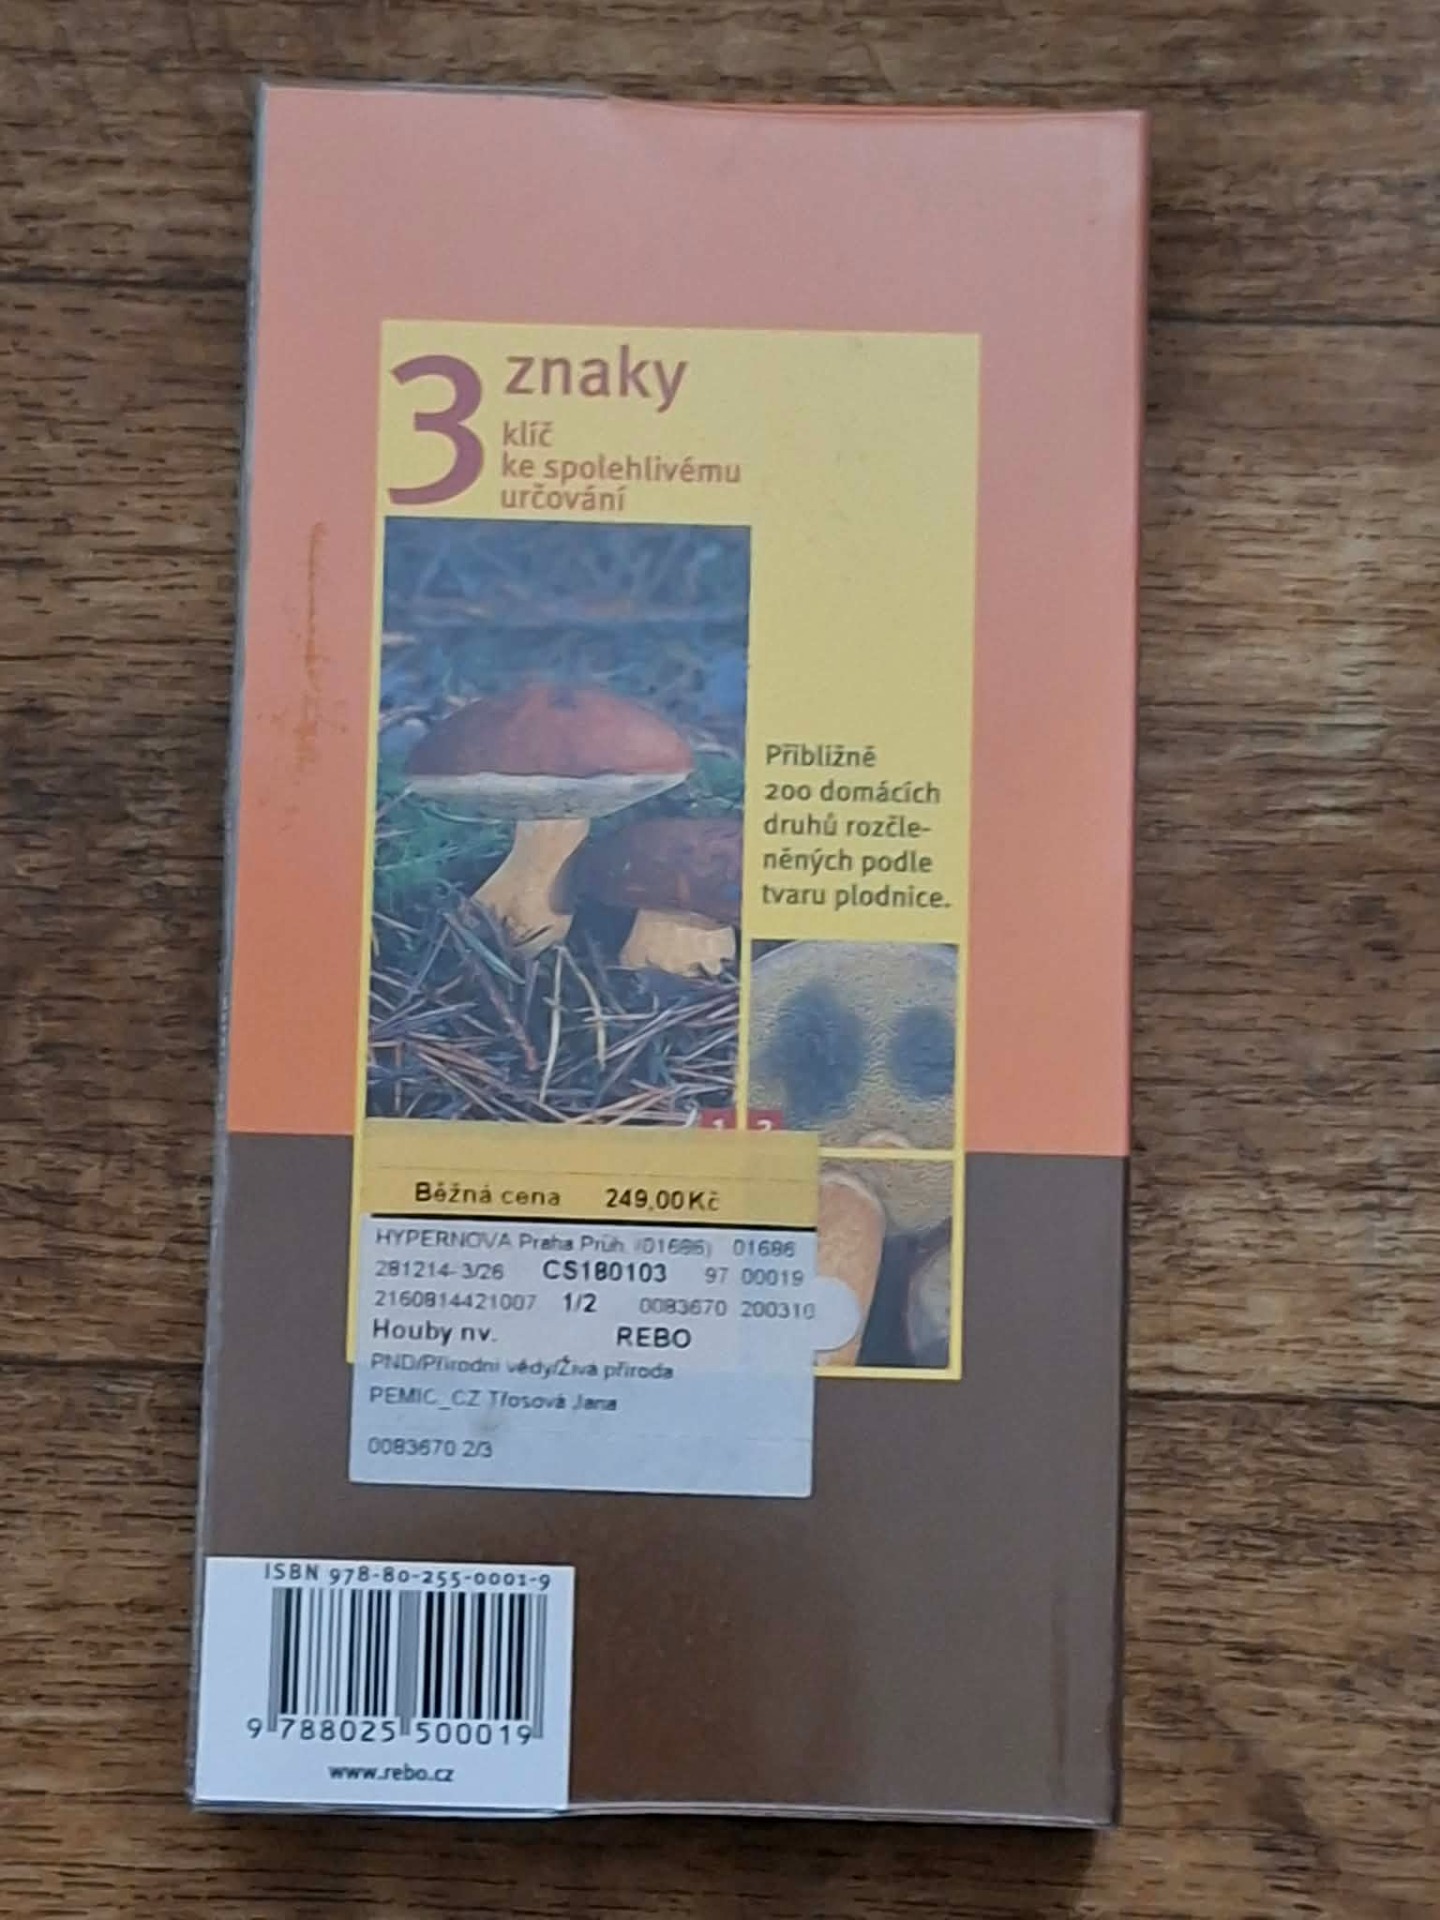 3 znaky
klíč
ke spolehlivému
určování
Přibližně
200 domácích
druhů rozčle-
něných podle
tvaru plodnice.
1 2
Běžná cena 249,00Kč
HYPERNOVA Praha Průh. (01686) 01686
281214-3/26 CS180103 97 00019
2160814421007 1/2 0083670 200310
Houby nv. REBO
PND/Přírodní vědy/Živá příroda
PEMIC_CZ Třosová Jana
0083670 2/3
ISBN 978-80-255-0001-9
9 788025 500019
www.rebo.cz